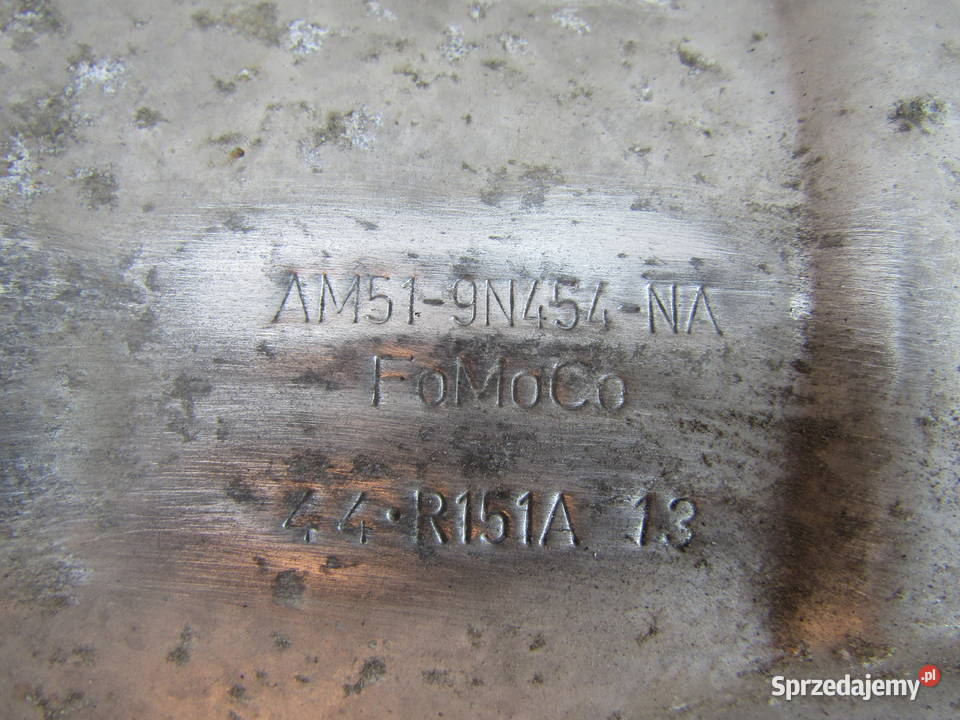 AM51-9N454-NA
FoMoCo
44·R151A 13
Sprzedajemy.pl